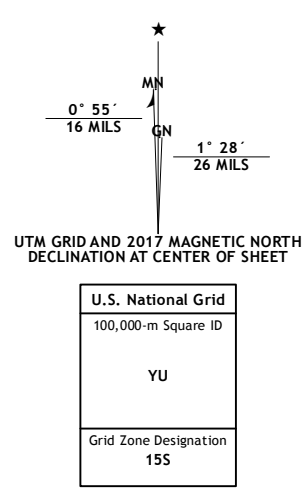 MN
0° 55´
16 MILS
GN
1° 28´
26 MILS
UTM GRID AND 2017 MAGNETIC NORTH
DECLINATION AT CENTER OF SHEET
U.S. National Grid
100,000-m Square ID
YU
Grid Zone Designation
15S